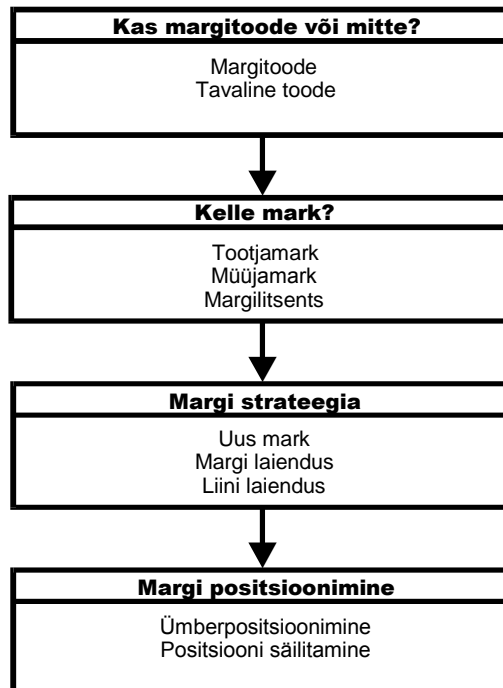 Kas margitoode või mitte?
Margitoode
Tavaline toode
Kelle mark?
Tootjamark
Müüjamark
Margilitsents
Margi strateegia
Uus mark
Margi laiendus
Liini laiendus
Margi positsioonimine
Ümberpositsioonimine
Positsiooni säilitamine